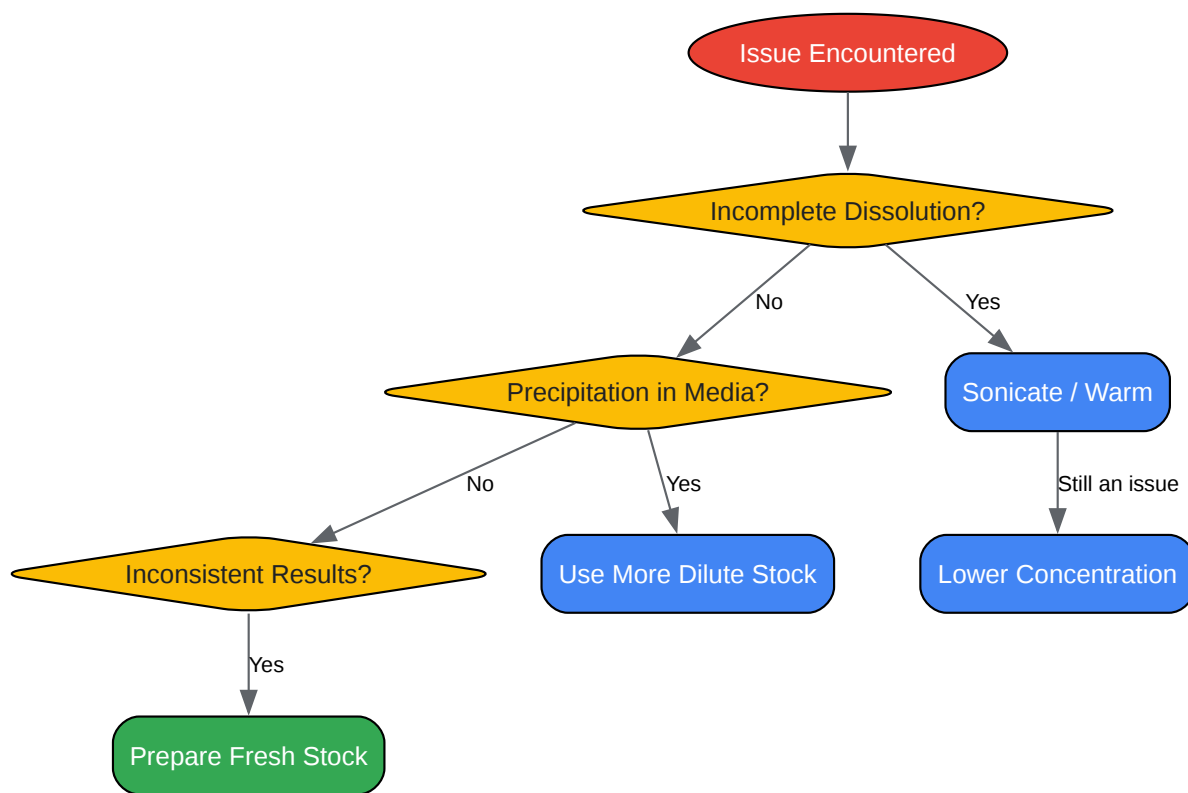 Issue Encountered
Incomplete Dissolution?
No
Yes
Precipitation in Media?
Sonicate / Warm
No
Yes
Still an issue
Inconsistent Results?
Use More Dilute Stock
Lower Concentration
Yes
Prepare Fresh Stock